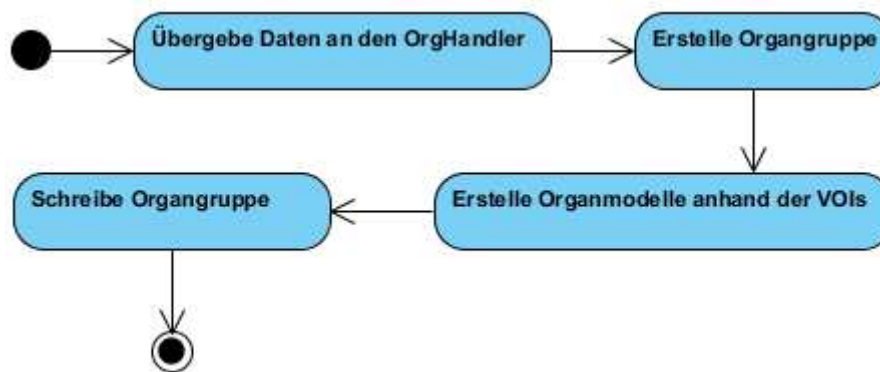 Übergebe Daten an den OrgHandler
Erstelle Organgruppe
Erstelle Organmodelle anhand der VOIs
Schreibe Organgruppe